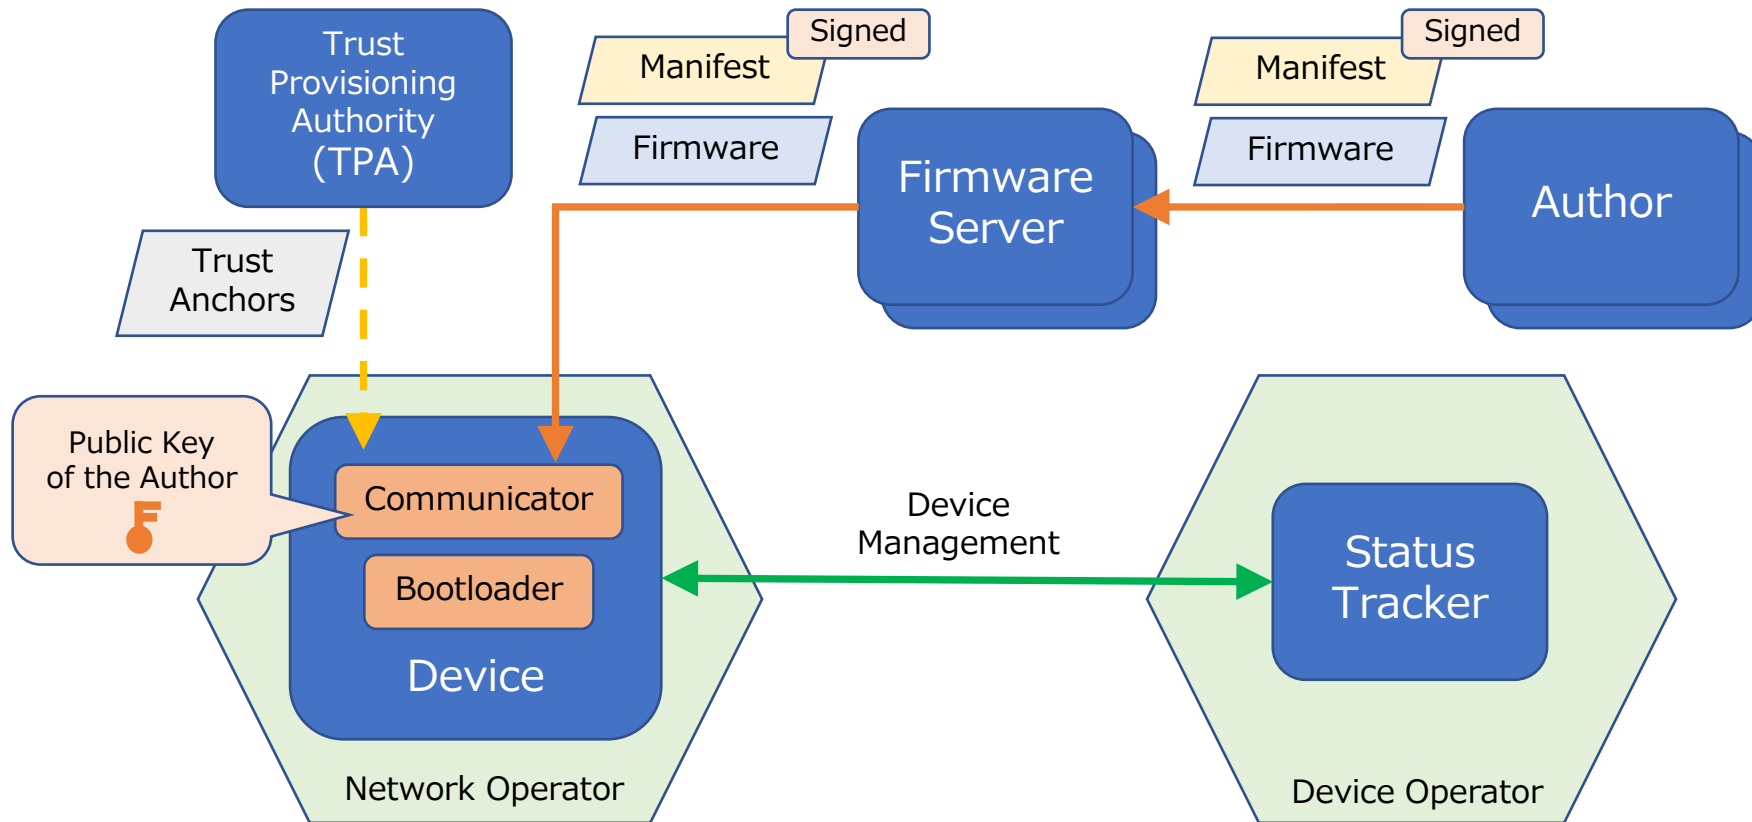 Trust
Provisioning
Authority
(TPA)
Signed
Manifest
Firmware
Signed
Manifest
Firmware
Firmware
Server
Author
Trust
Anchors
Public Key
of the Author
Communicator
Bootloader
Device
Network Operator
Device
Management
Status
Tracker
Device Operator